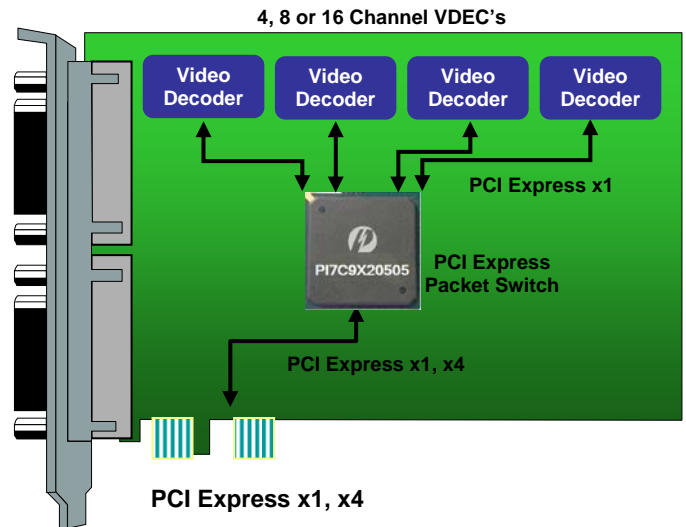 4, 8 or 16 Channel VDEC's
Video
Decoder
Video
Decoder
Video
Decoder
Video
Decoder
PCI Express x1
PI7C9X20505
PCI Express
Packet Switch
PCI Express x1, x4
PCI Express x1, x4